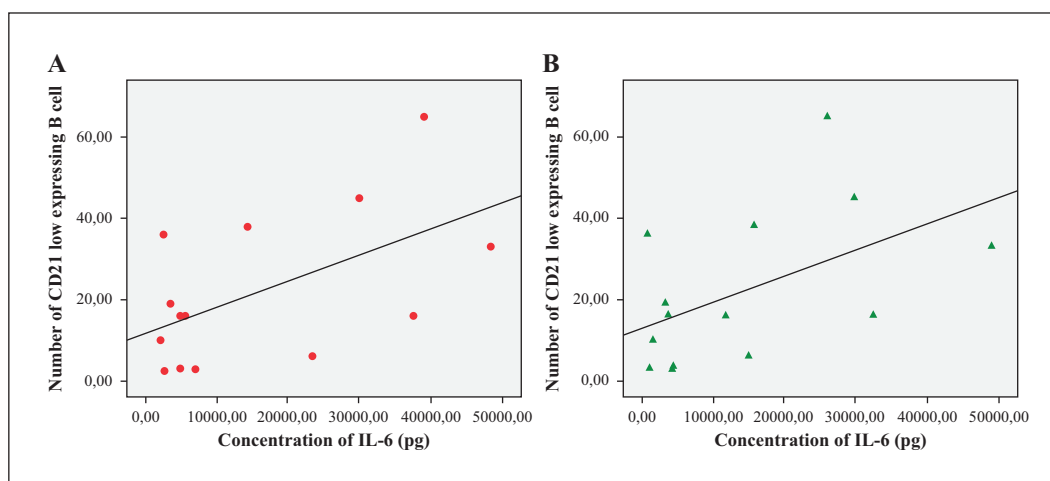 A
Number of CD21 low expressing B cell
60,00
40,00
20,00
0,00
0,00 10000,00 20000,00 30000,00 40000,00 50000,00
Concentration of IL-6 (pg)
B
Number of CD21 low expressing B cell
60,00
40,00
20,00
0,00
0,00 10000,00 20000,00 30000,00 40000,00 50000,00
Concentration of IL-6 (pg)